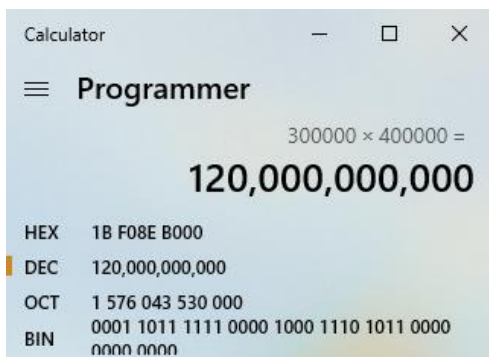 Calculator
Programmer
300000 × 400000 =
120,000,000,000
HEX 1B F08E B000
DEC 120,000,000,000
OCT 1 576 043 530 000
BIN 0001 1011 1111 0000 1000 1110 1011 0000
0000 0000